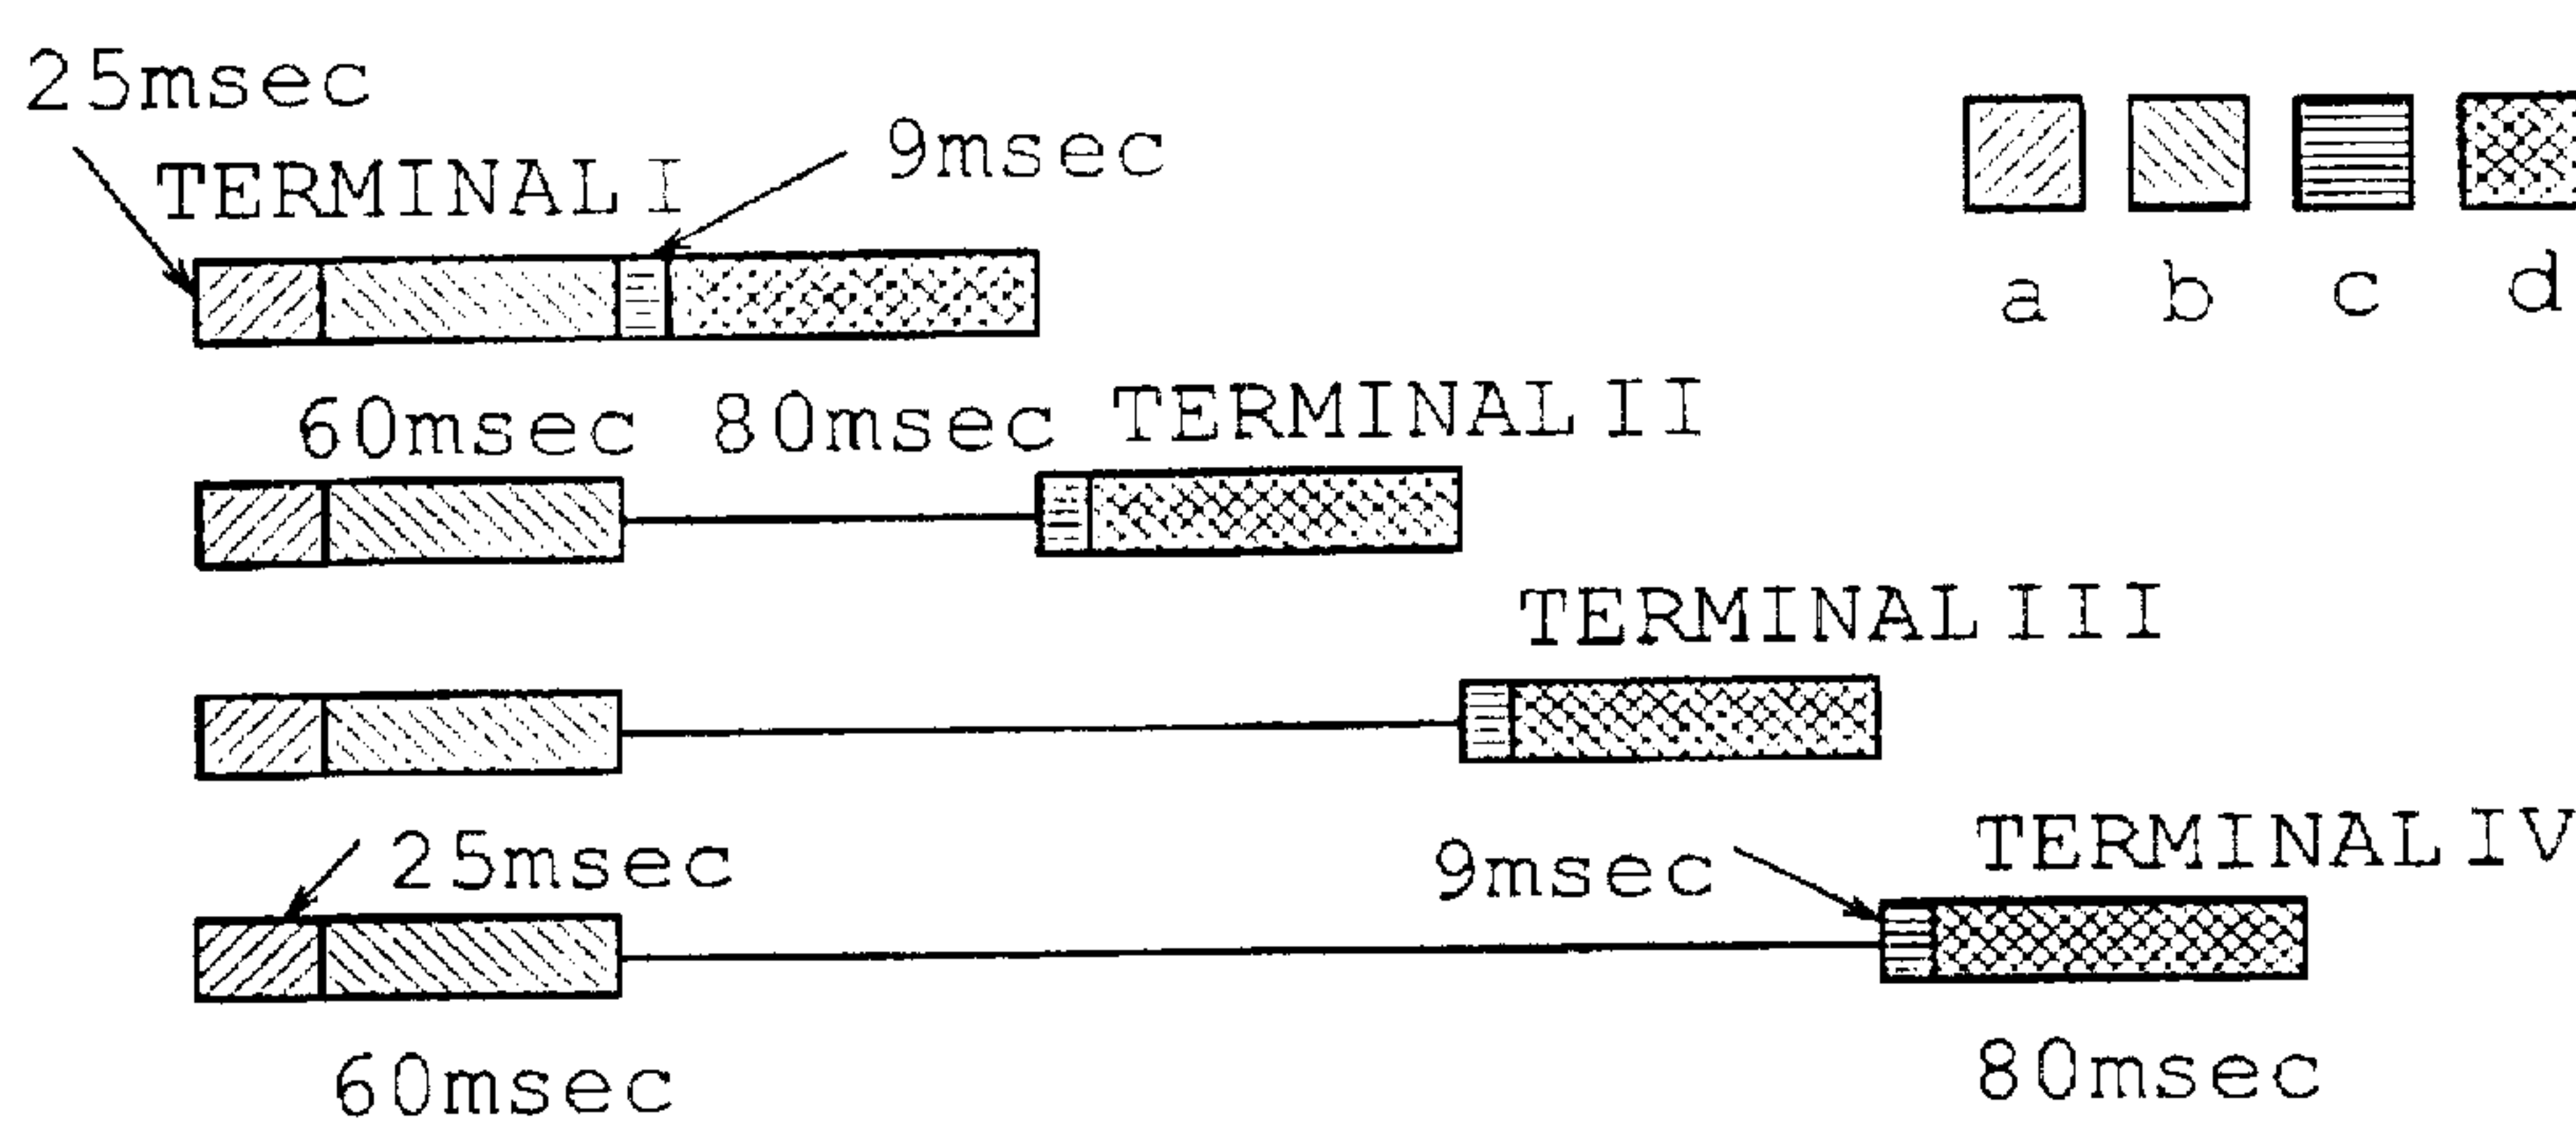 25msec
TERMINAL I
9msec
a b c d
60msec 80msec TERMINAL II
TERMINAL III
25msec
9msec
TERMINAL IV
60msec
80msec